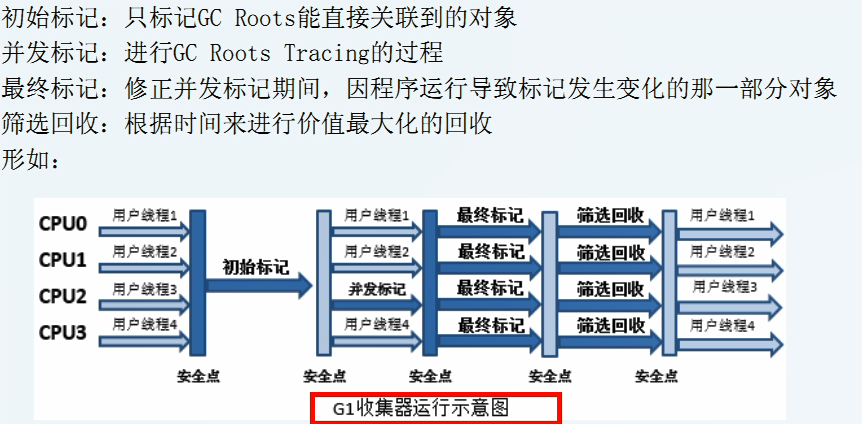 初始标记：只标记GC Roots能直接关联到的对象
并发标记：进行GC Roots Tracing的过程
最终标记：修正并发标记期间，因程序运行导致标记发生变化的那一部分对象
筛选回收：根据时间来进行价值最大化的回收
形如：
CPU0 用户线程1 用户线程1 最终标记 筛选回收 用户线程1
CPU1 用户线程2 初始标记 用户线程2 最终标记 筛选回收 用户线程2
CPU2 用户线程3 并发标记 最终标记 筛选回收 用户线程3
CPU3 用户线程4 用户线程4 最终标记 筛选回收 用户线程4
安全点 安全点 安全点 安全点 安全点
G1收集器运行示意图